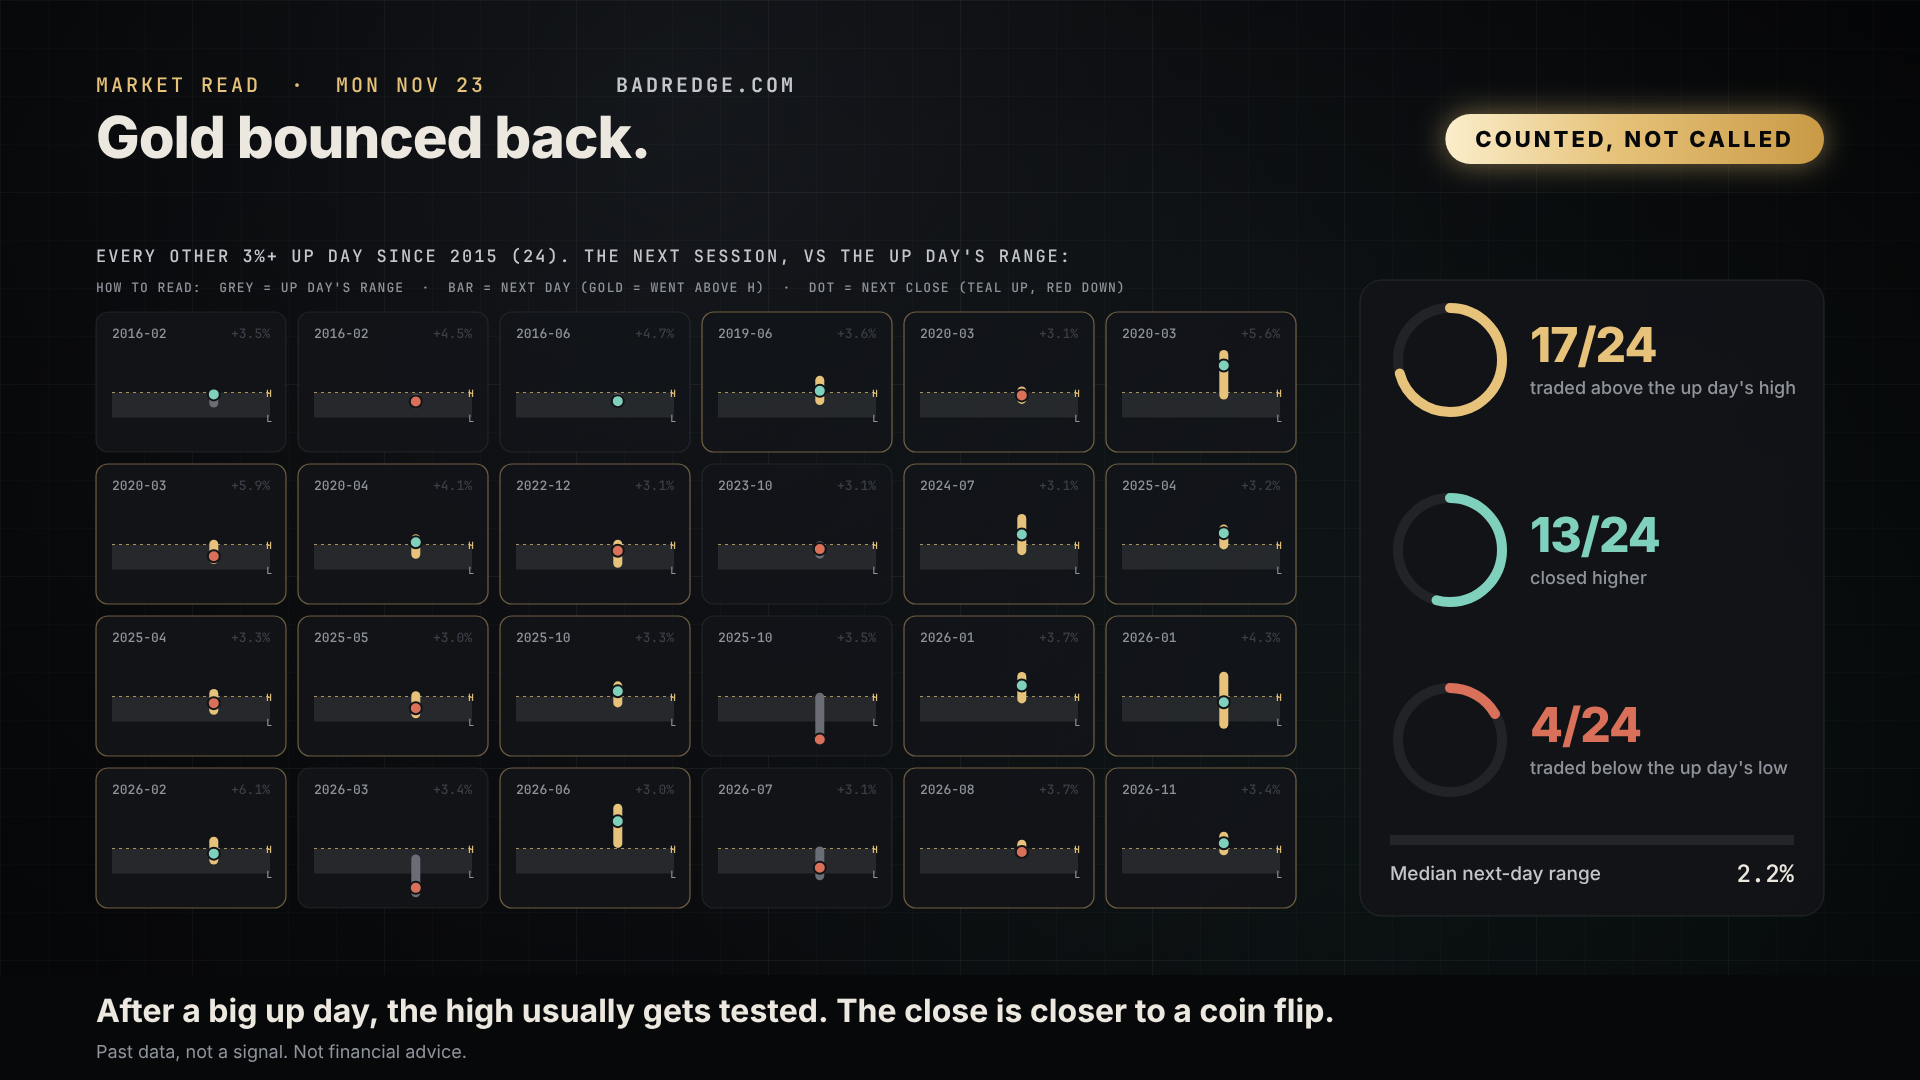 MARKET READ · MON NOV 23 BADREDGE.COM
Gold bounced back.
COUNTED, NOT CALLED
EVERY OTHER 3%+ UP DAY SINCE 2015 (24). THE NEXT SESSION, VS THE UP DAY'S RANGE:
HOW TO READ: GREY = UP DAY'S RANGE · BAR = NEXT DAY (GOLD = WENT ABOVE H) · DOT = NEXT CLOSE (TEAL UP, RED DOWN)
2016-02 +3.5%
H
L
2016-02 +4.5%
H
L
2016-06 +4.7%
H
L
2019-06 +3.6%
H
L
2020-03 +3.1%
H
L
2020-03 +5.6%
H
L
2020-03 +5.9%
H
L
2020-04 +4.1%
H
L
2022-12 +3.1%
H
L
2023-10 +3.1%
H
L
2024-07 +3.1%
H
L
2025-04 +3.2%
H
L
2025-04 +3.3%
H
L
2025-05 +3.0%
H
L
2025-10 +3.3%
H
L
2025-10 +3.5%
H
L
2026-01 +3.7%
H
L
2026-01 +4.3%
H
L
2026-02 +6.1%
H
L
2026-03 +3.4%
H
L
2026-06 +3.0%
H
L
2026-07 +3.1%
H
L
2026-08 +3.7%
H
L
2026-11 +3.4%
H
L
17/24
traded above the up day's high
13/24
closed higher
4/24
traded below the up day's low
Median next-day range 2.2%
After a big up day, the high usually gets tested. The close is closer to a coin flip.
Past data, not a signal. Not financial advice.